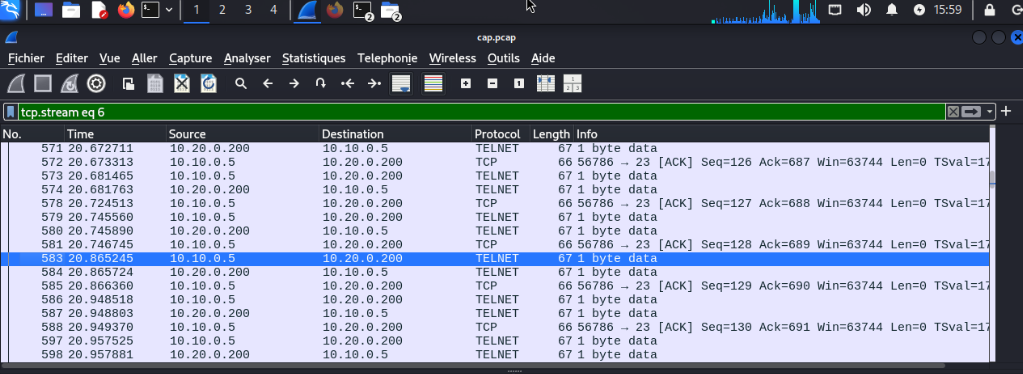 1 2 3 4 2 2 15:59
cap.pcap
Fichier Editer Vue Aller Capture Analyser Statistiques Telephonie Wireless Outils Aide
tcp.stream eq 6
No. Time Source Destination Protocol Length Info
571 20.672711 10.20.0.200 10.10.0.5 TELNET 67 1 byte data
572 20.673313 10.10.0.5 10.20.0.200 TCP 66 56786 → 23 [ACK] Seq=126 Ack=687 Win=63744 Len=0 TSval=17
573 20.681465 10.10.0.5 10.20.0.200 TELNET 67 1 byte data
574 20.681763 10.20.0.200 10.10.0.5 TELNET 67 1 byte data
578 20.724513 10.10.0.5 10.20.0.200 TCP 66 56786 → 23 [ACK] Seq=127 Ack=688 Win=63744 Len=0 TSval=17
579 20.745560 10.10.0.5 10.20.0.200 TELNET 67 1 byte data
580 20.745890 10.20.0.200 10.10.0.5 TELNET 67 1 byte data
581 20.746745 10.10.0.5 10.20.0.200 TCP 66 56786 → 23 [ACK] Seq=128 Ack=689 Win=63744 Len=0 TSval=17
583 20.865245 10.10.0.5 10.20.0.200 TELNET 67 1 byte data
584 20.865724 10.20.0.200 10.10.0.5 TELNET 67 1 byte data
585 20.866360 10.10.0.5 10.20.0.200 TCP 66 56786 → 23 [ACK] Seq=129 Ack=690 Win=63744 Len=0 TSval=17
586 20.948518 10.10.0.5 10.20.0.200 TELNET 67 1 byte data
587 20.948803 10.20.0.200 10.10.0.5 TELNET 67 1 byte data
588 20.949370 10.10.0.5 10.20.0.200 TCP 66 56786 → 23 [ACK] Seq=130 Ack=691 Win=63744 Len=0 TSval=17
597 20.957525 10.10.0.5 10.20.0.200 TELNET 67 1 byte data
598 20.957881 10.20.0.200 10.10.0.5 TELNET 67 1 byte data